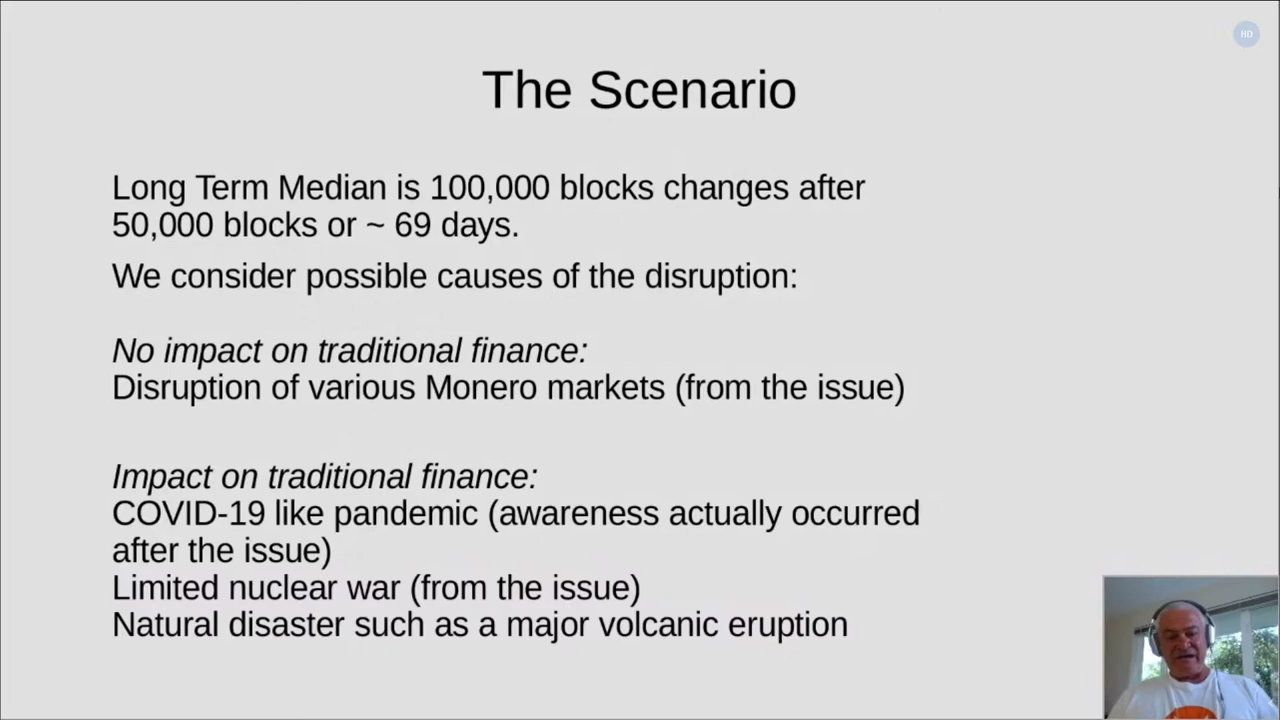 HD
The Scenario
Long Term Median is 100,000 blocks changes after
50,000 blocks or ~ 69 days.
We consider possible causes of the disruption:
No impact on traditional finance:
Disruption of various Monero markets (from the issue)
Impact on traditional finance:
COVID-19 like pandemic (awareness actually occurred
after the issue)
Limited nuclear war (from the issue)
Natural disaster such as a major volcanic eruption